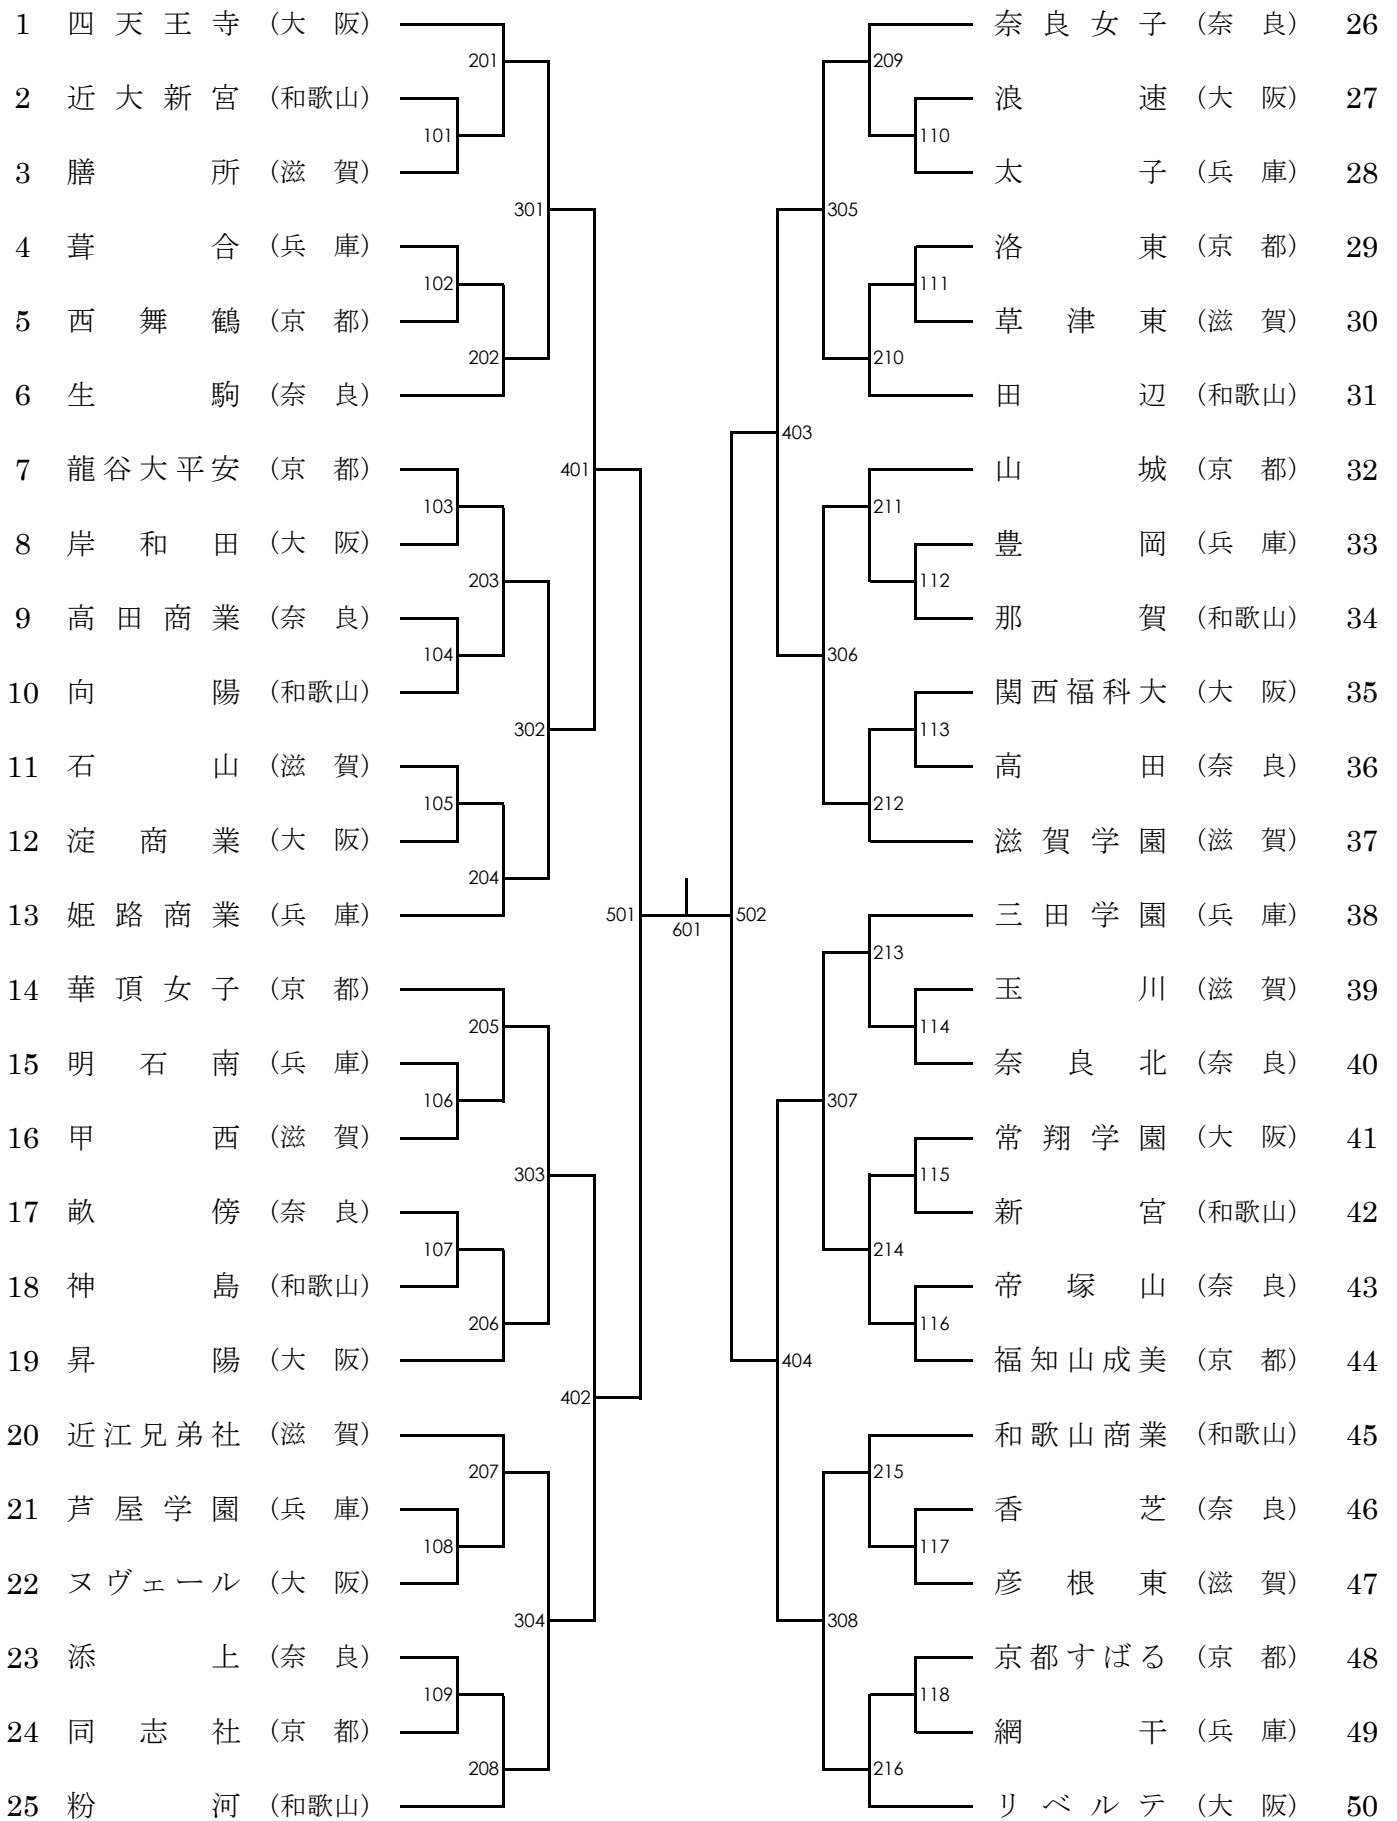 1 四天王寺 (大阪)
2 近大新宮 (和歌山)
3 膳所 (滋賀)
4 葺合 (兵庫)
5 西舞鶴 (京都)
6 生駒 (奈良)
7 龍谷大平安 (京都)
8 岸和田 (大阪)
9 高田商業 (奈良)
10 向陽 (和歌山)
11 石山 (滋賀)
12 淀商業 (大阪)
13 姫路商業 (兵庫)
14 華頂女子 (京都)
15 明石南 (兵庫)
16 甲西 (滋賀)
17 畝傍 (奈良)
18 神島 (和歌山)
19 昇陽 (大阪)
20 近江兄弟社 (滋賀)
21 芦屋学園 (兵庫)
22 ヌヴェール (大阪)
23 添上 (奈良)
24 同志社 (京都)
25 粉河 (和歌山)
101
102
103
104
105
106
107
108
109
201
202
203
204
205
206
207
208
301
302
303
304
401
402
501
601
502
403
404
305
306
307
308
209
210
211
212
213
214
215
216
110
111
112
113
114
115
116
117
118
奈良女子 (奈良) 26
浪速 (大阪) 27
太子 (兵庫) 28
洛東 (京都) 29
草津東 (滋賀) 30
田辺 (和歌山) 31
山城 (京都) 32
豊岡 (兵庫) 33
那賀 (和歌山) 34
関西福科大 (大阪) 35
高田 (奈良) 36
滋賀学園 (滋賀) 37
三田学園 (兵庫) 38
玉川 (滋賀) 39
奈良北 (奈良) 40
常翔学園 (大阪) 41
新宮 (和歌山) 42
帝塚山 (奈良) 43
福知山成美 (京都) 44
和歌山商業 (和歌山) 45
香芝 (奈良) 46
彦根東 (滋賀) 47
京都すばる (京都) 48
網干 (兵庫) 49
リベルテ (大阪) 50